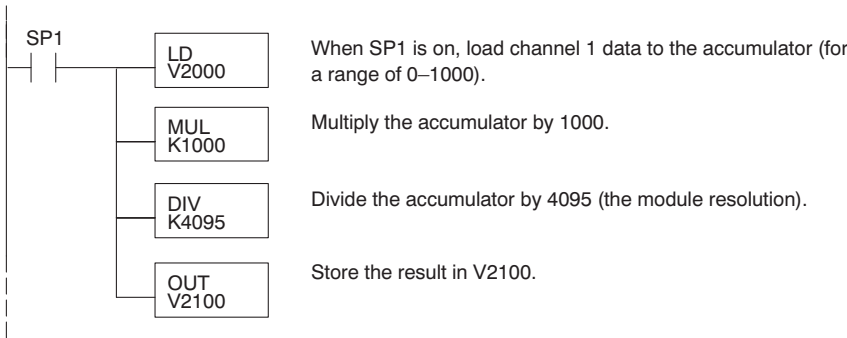 SP1
LD
V2000
When SP1 is on, load channel 1 data to the accumulator (for
a range of 0–1000).
MUL
K1000
Multiply the accumulator by 1000.
DIV
K4095
Divide the accumulator by 4095 (the module resolution).
OUT
V2100
Store the result in V2100.